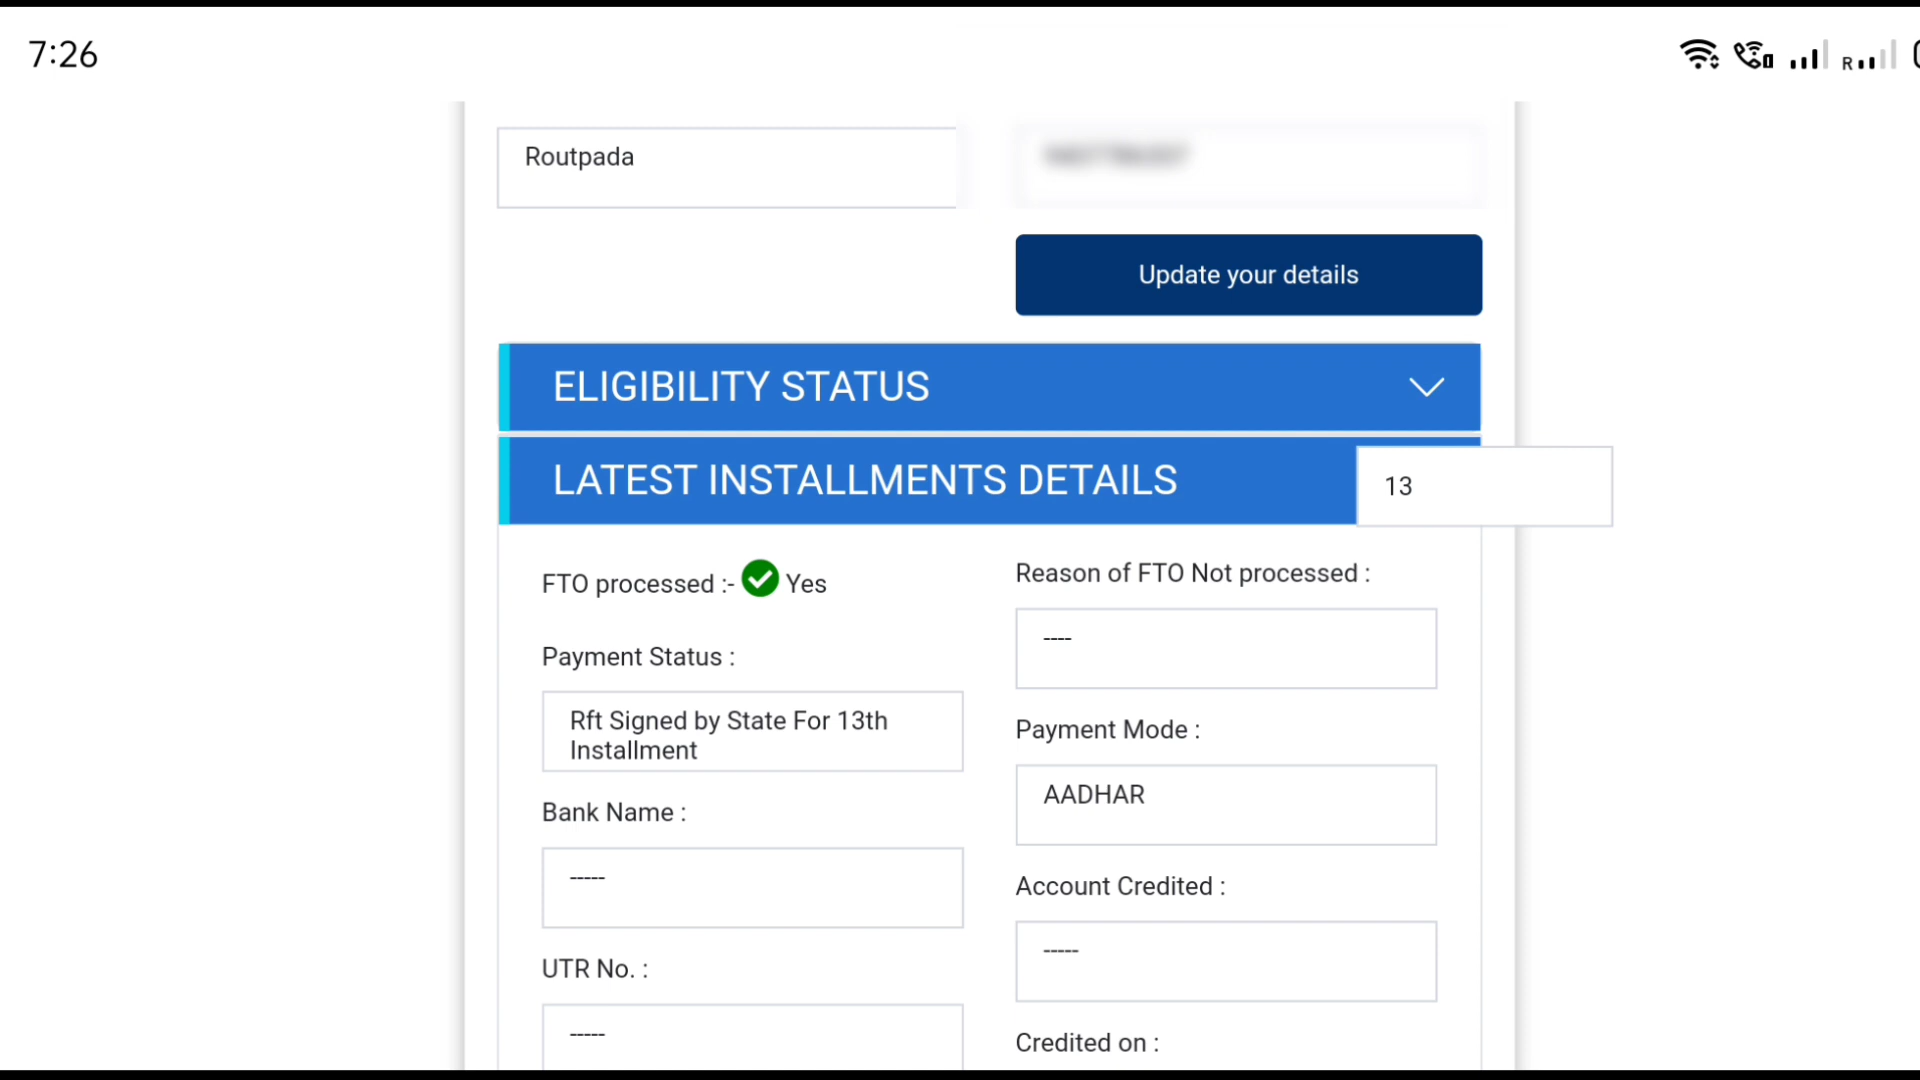 7:26
R
Routpada
Update your details
ELIGIBILITY STATUS
LATEST INSTALLMENTS DETAILS
13
FTO processed :- Yes
Reason of FTO Not processed :
----
Payment Status :
Rft Signed by State For 13th
Installment
Payment Mode :
AADHAR
Bank Name :
-----
Account Credited :
-----
UTR No. :
-----
Credited on :